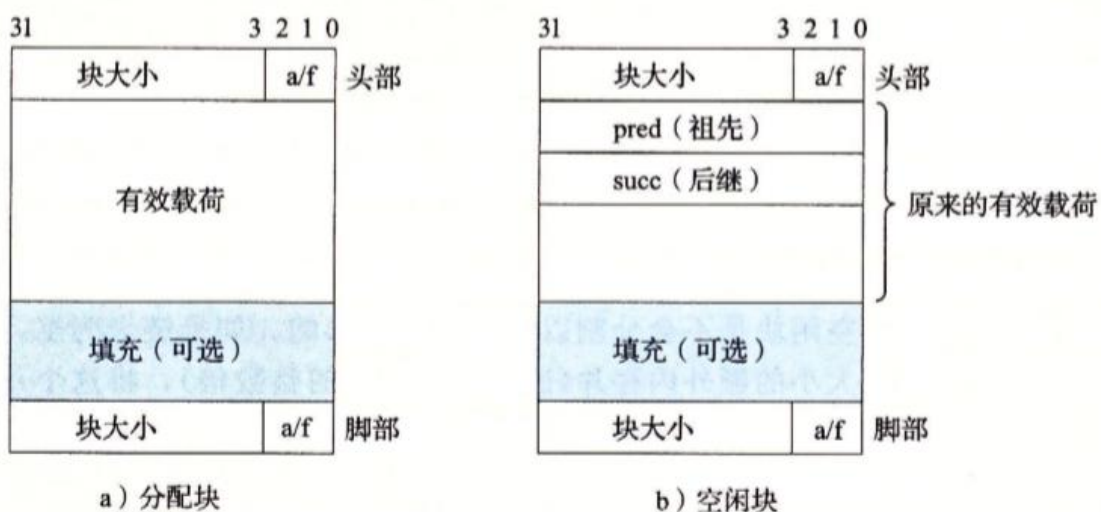 31 3 2 1 0
块大小 a/f 头部
有效载荷
填充（可选）
块大小 a/f 脚部
a）分配块
31 3 2 1 0
块大小 a/f 头部
pred（祖先）
succ（后继）
原来的有效载荷
填充（可选）
块大小 a/f 脚部
b）空闲块